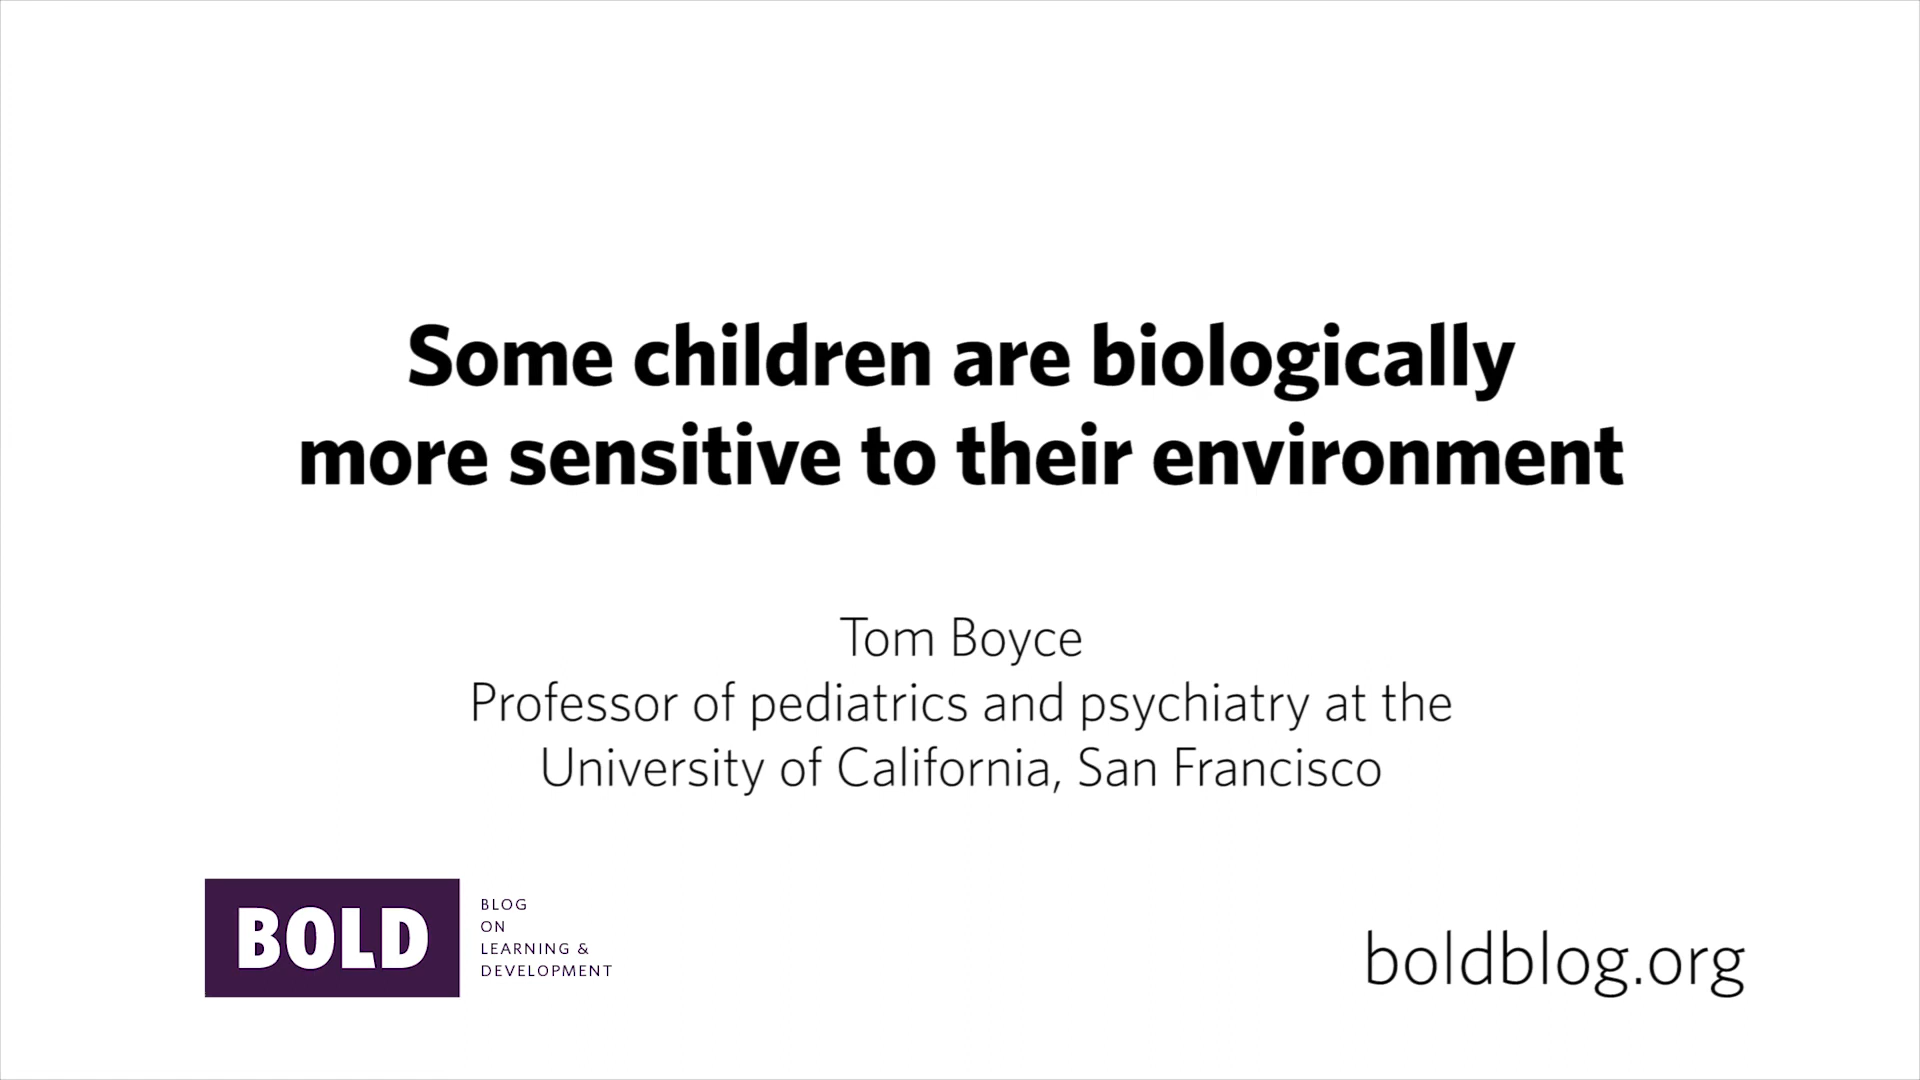 Some children are biologically
more sensitive to their environment
Tom Boyce
Professor of pediatrics and psychiatry at the
University of California, San Francisco
BOLD
BLOG
ON
LEARNING &
DEVELOPMENT
boldblog.org